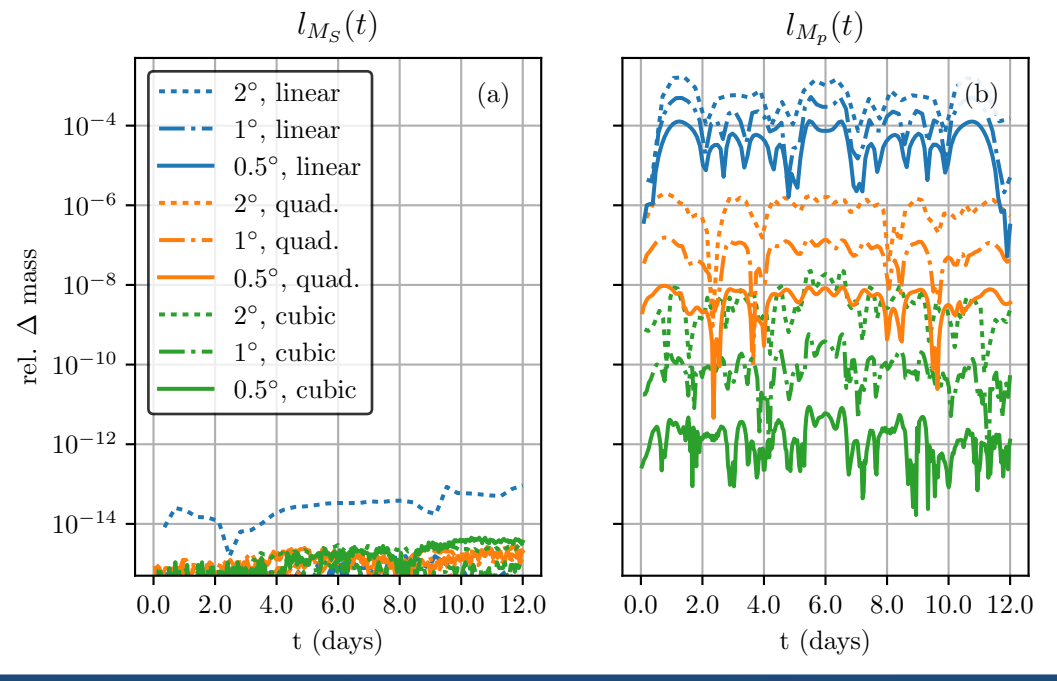 l_{M_S}(t)
(a)
2°, linear
1°, linear
0.5°, linear
2°, quad.
1°, quad.
0.5°, quad.
2°, cubic
1°, cubic
0.5°, cubic
rel. Δ mass
10^{-4}
10^{-6}
10^{-8}
10^{-10}
10^{-12}
10^{-14}
0.0 2.0 4.0 6.0 8.0 10.0 12.0
t (days)
l_{M_p}(t)
(b)
0.0 2.0 4.0 6.0 8.0 10.0 12.0
t (days)